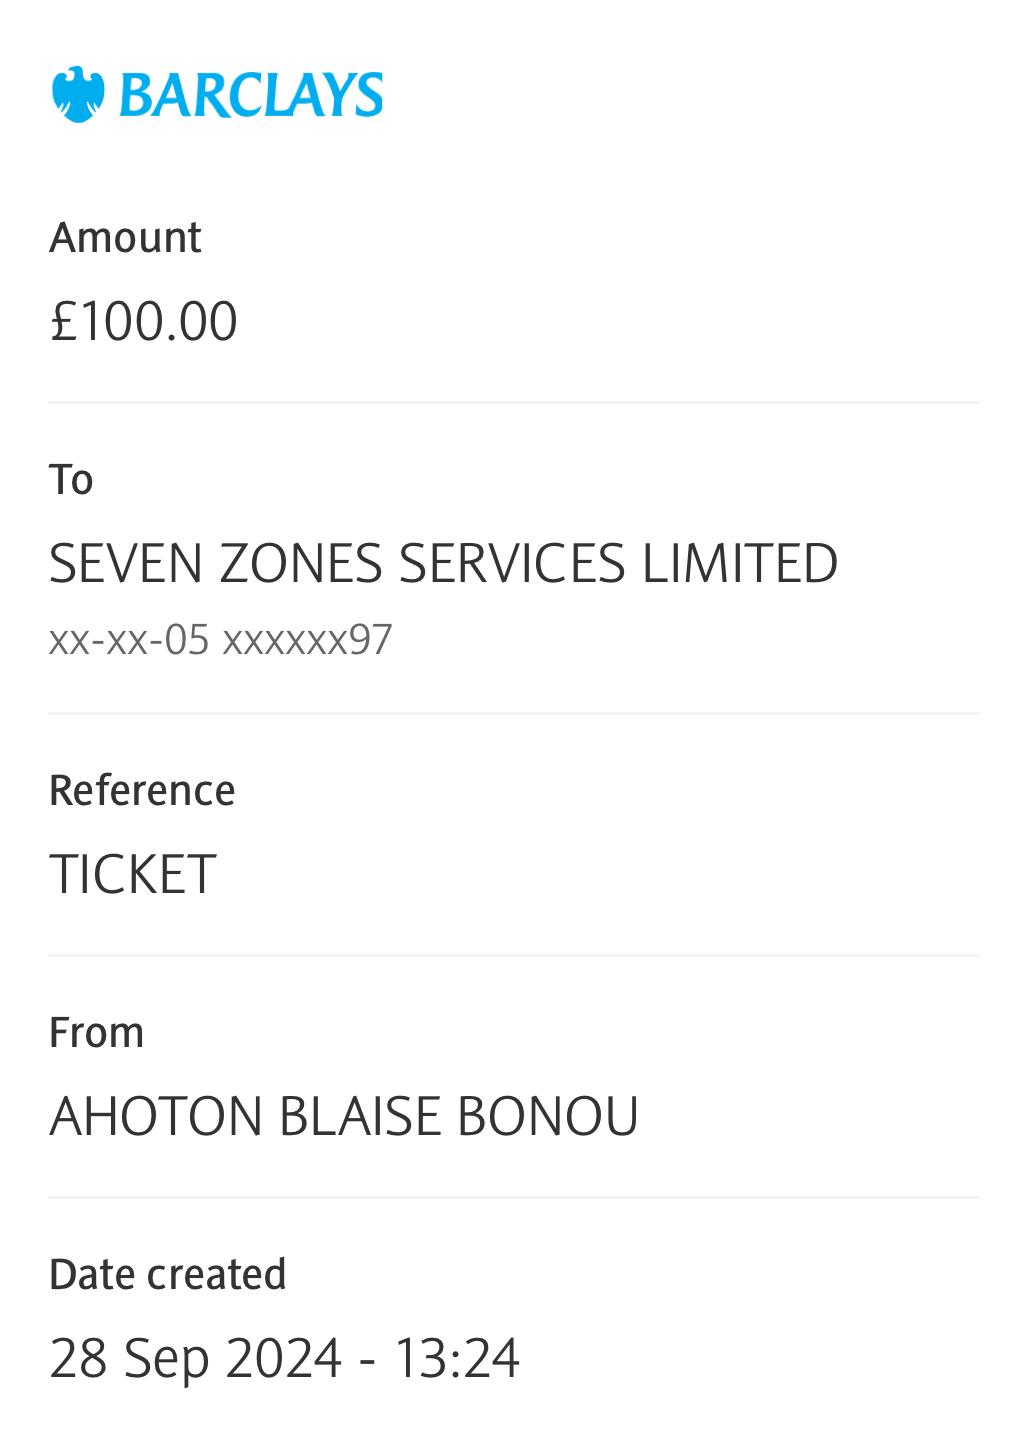 BARCLAYS
Amount
£100.00
To
SEVEN ZONES SERVICES LIMITED
xx-xx-05 xxxxxx97
Reference
TICKET
From
AHOTON BLAISE BONOU
Date created
28 Sep 2024 - 13:24